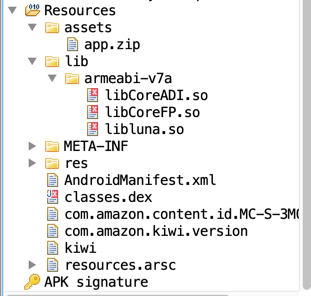 Resources
assets
app.zip
lib
armeabi-v7a
libCoreADI.so
libCoreFP.so
libluna.so
META-INF
res
AndroidManifest.xml
classes.dex
com.amazon.content.id.MC-S-3M
com.amazon.kiwi.version
kiwi
resources.arsc
APK signature